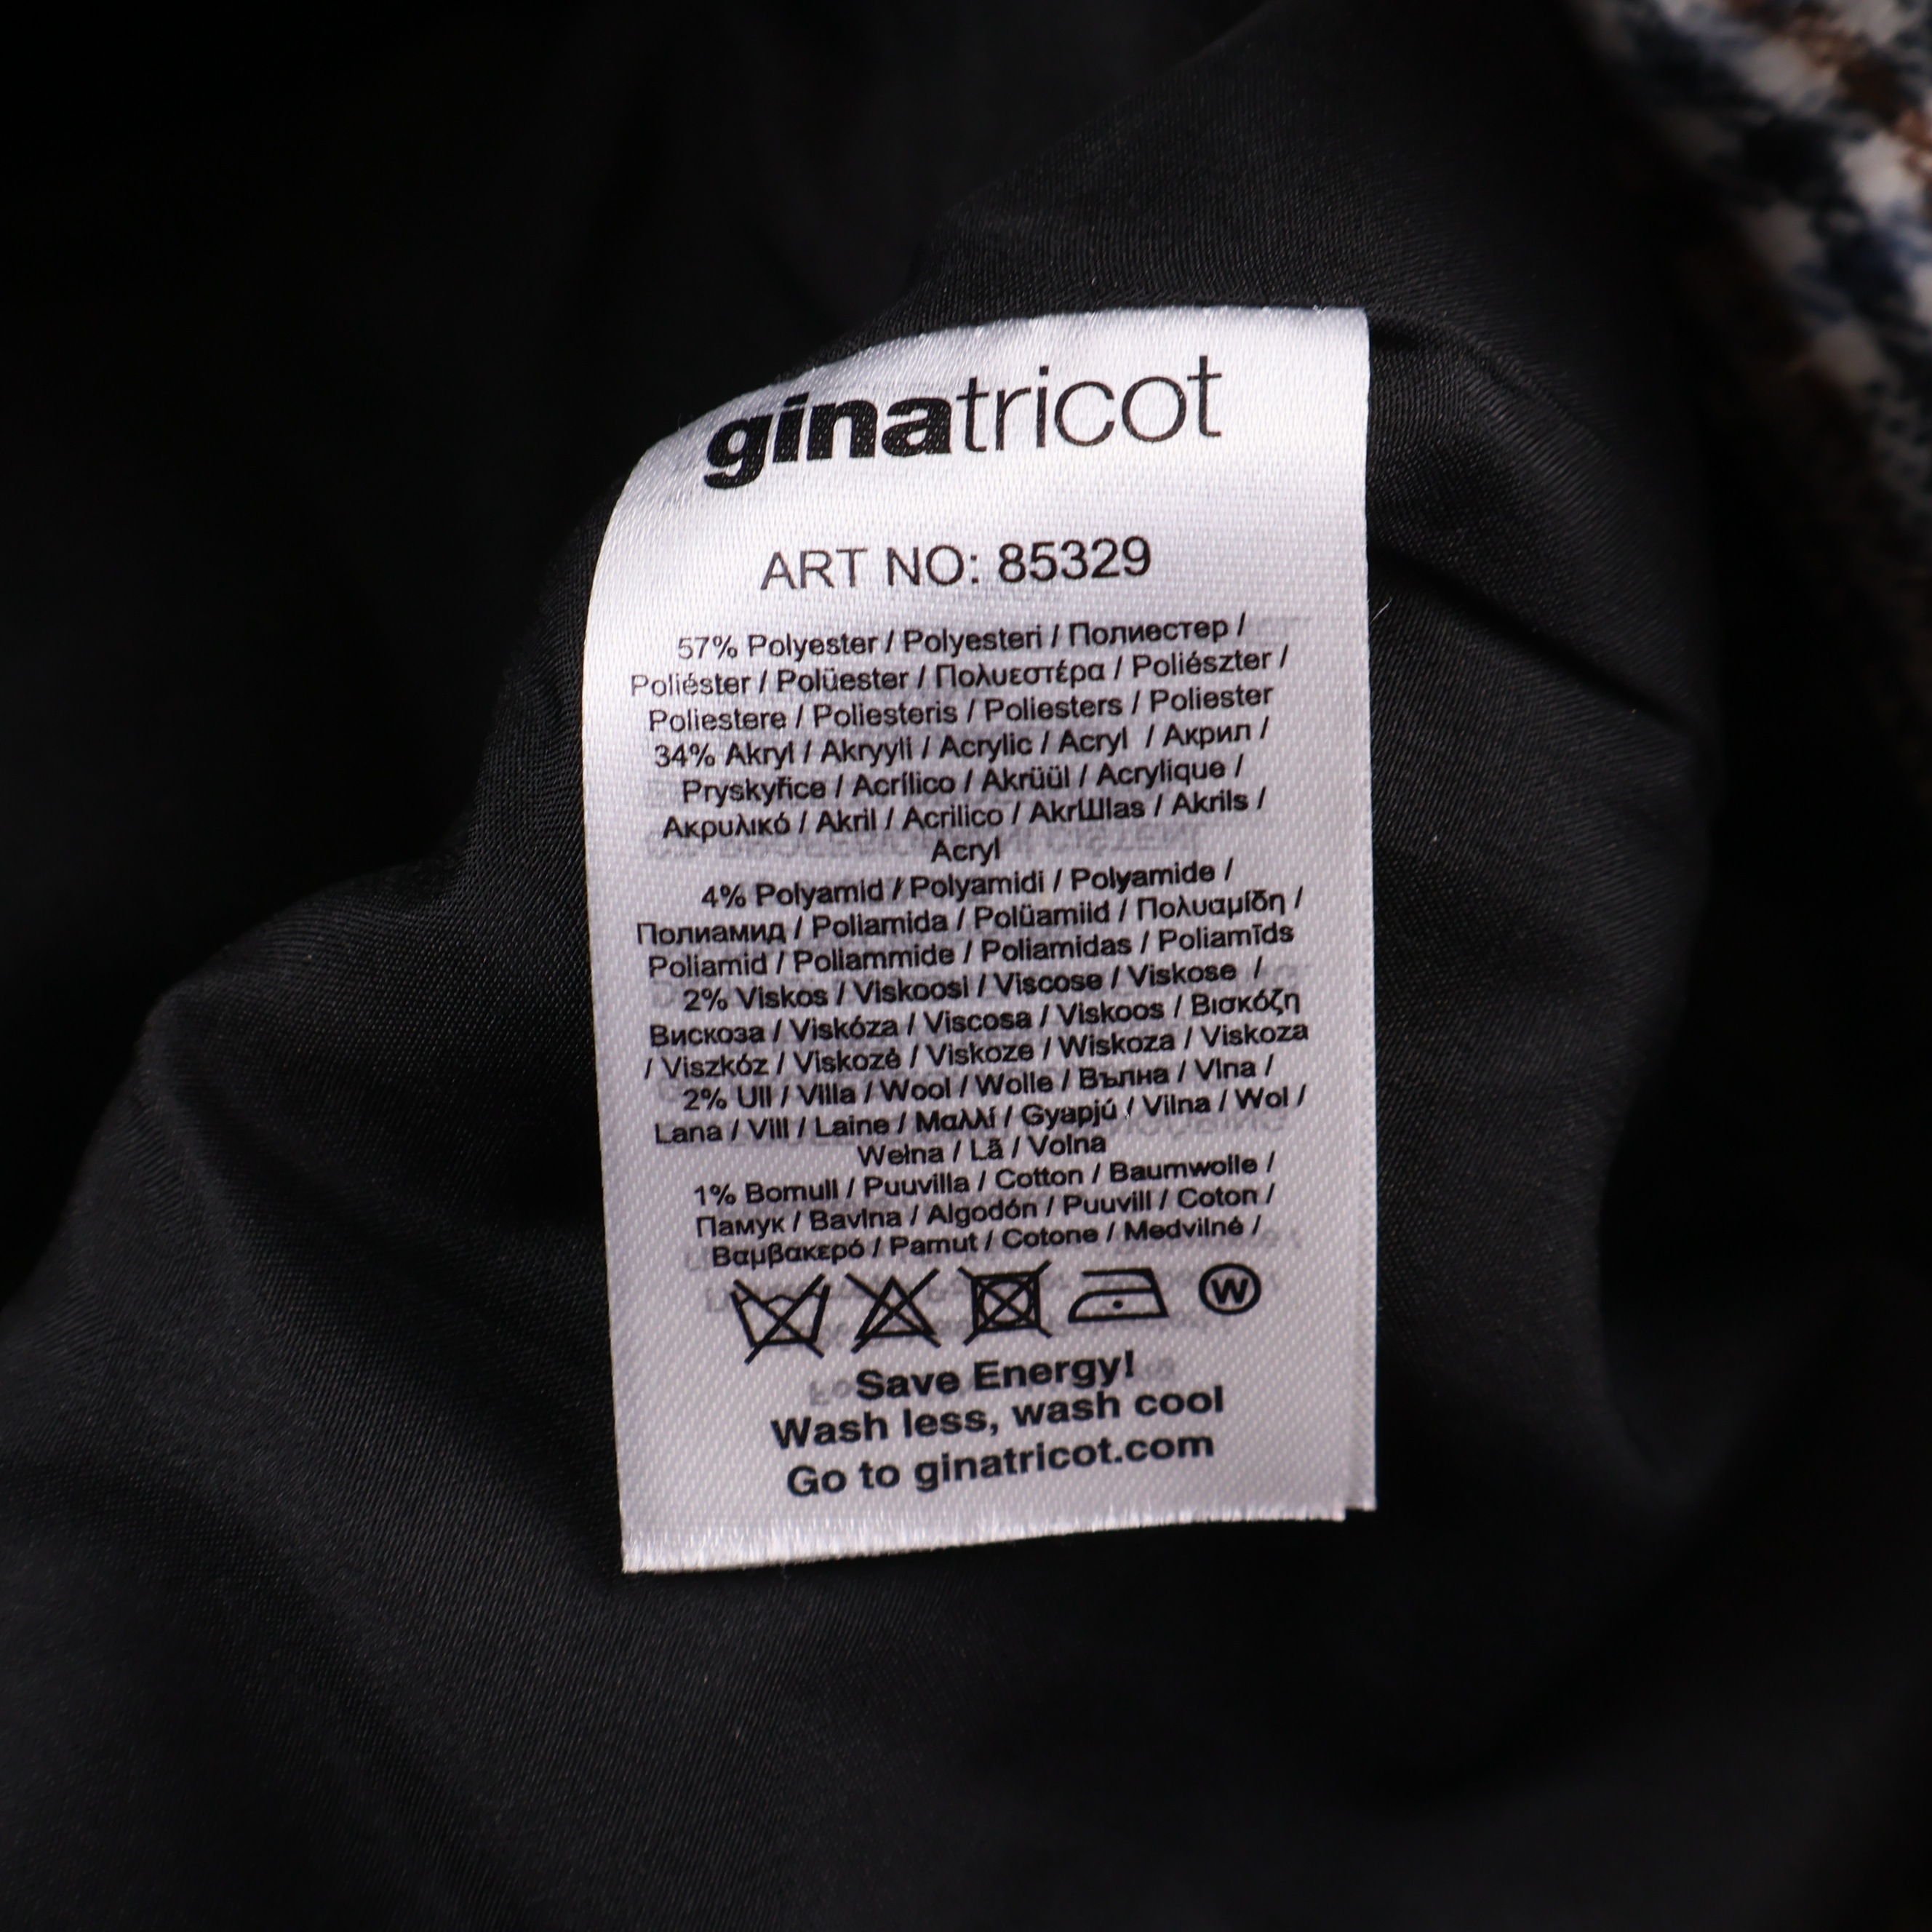 ginatricot
ART NO: 85329
57% Polyester / Polyesteri / Полиестер /
Poliéster / Polüester / Πολυεστέρα / Poliészter /
Poliestere / Poliesteris / Poliesters / Poliester
34% Akryl / Akryyli / Acrylic / Acryl / Акрил /
Pryskyřice / Acrílico / Akrüül / Acrylique /
Ακρυλικό / Akril / Acrilico / AkrШlas / Akrils /
Acryl
4% Polyamid / Polyamidi / Polyamide /
Полиамид / Poliamida / Polüamiid / Πολυαμίδη /
Poliamid / Poliammide / Poliamidas / Poliamīds
2% Viskos / Viskoosi / Viscose / Viskose /
Вискоза / Viskóza / Viscosa / Viskoos / Βισκόζη
/ Viszkóz / Viskozė / Viskoze / Wiskoza / Viskoza
2% Ull / Villa / Wool / Wolle / Вълна / Vlna /
Lana / Vill / Laine / Μαλλί / Gyapjú / Vilna / Wol /
Wełna / Lã / Volna
1% Bomull / Puuvilla / Cotton / Baumwolle /
Памук / Bavlna / Algodón / Puuvill / Coton /
Βαμβακερό / Pamut / Cotone / Medvilné /
W
Save Energy!
Wash less, wash cool
Go to ginatricot.com